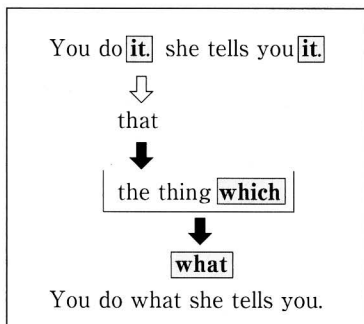 You do it. she tells you it.
that
the thing which
what
You do what she tells you.